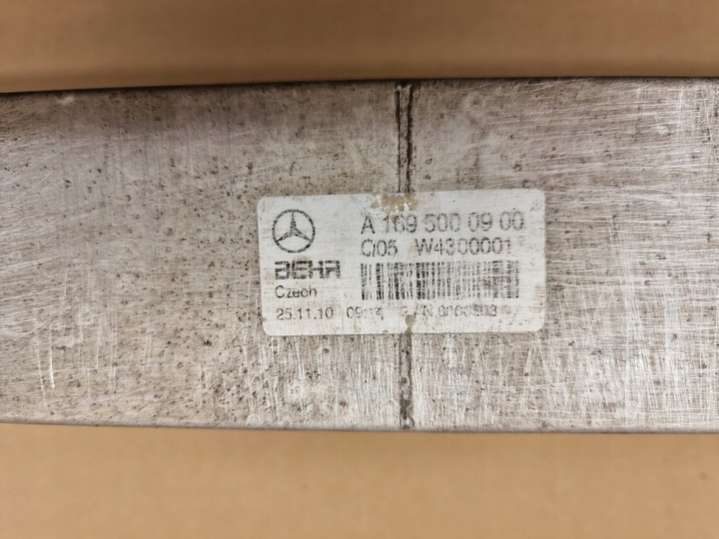 A 169 500 09 00
Q/05 W4300001
BEHR
Czech
25.11.10